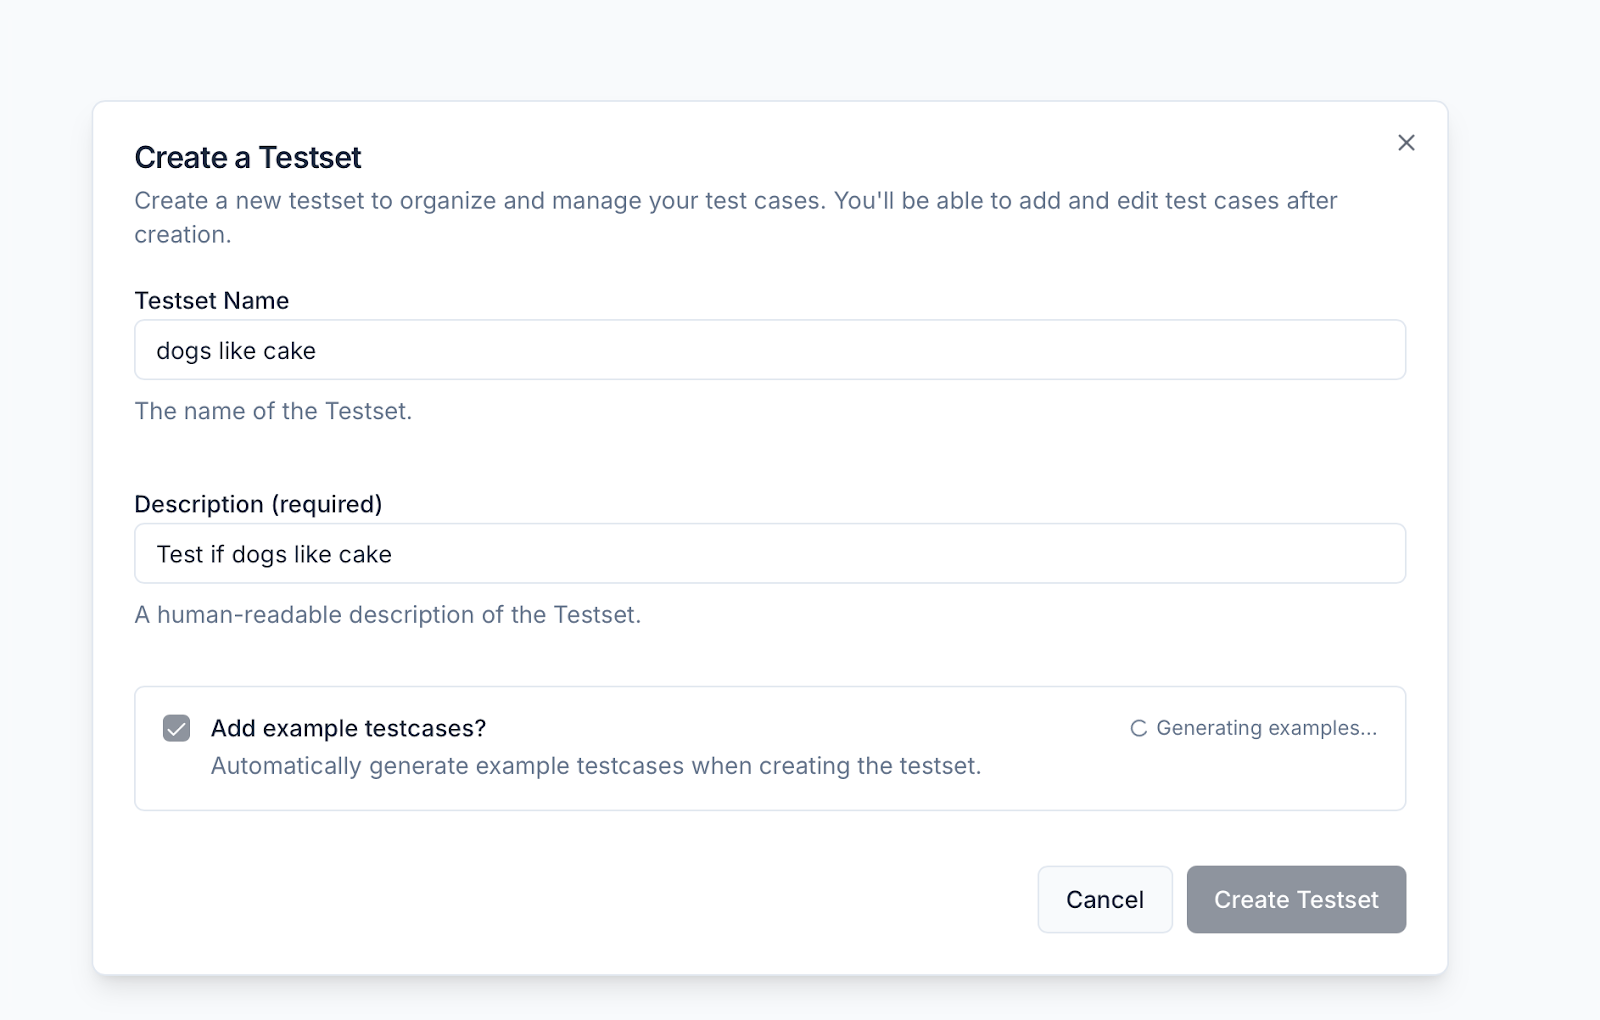 Create a Testset
Create a new testset to organize and manage your test cases. You'll be able to add and edit test cases after
creation.
Testset Name
dogs like cake
The name of the Testset.
Description (required)
Test if dogs like cake
A human-readable description of the Testset.
Add example testcases?
Generating examples...
Automatically generate example testcases when creating the testset.
Cancel
Create Testset